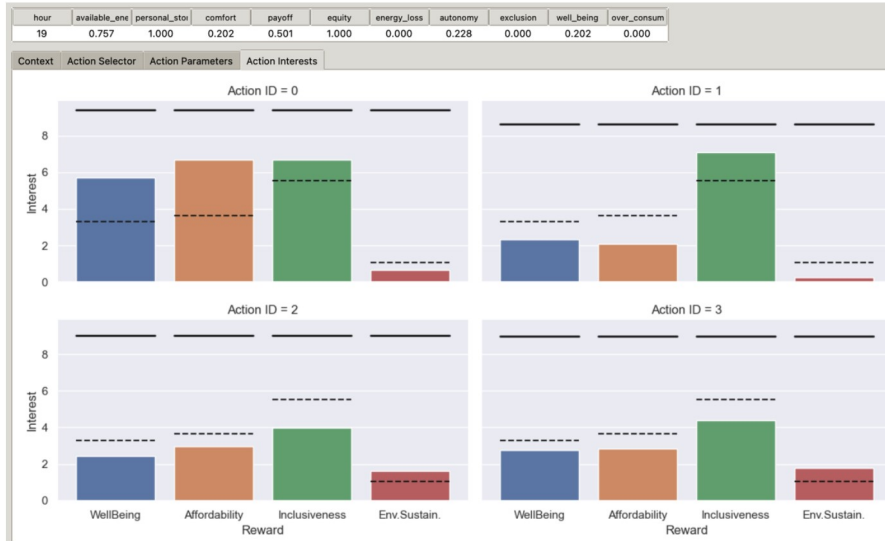 hour available_ene personal_stor comfort payoff equity energy_loss autonomy exclusion well_being over_consum
19 0.757 1.000 0.202 0.501 1.000 0.000 0.228 0.000 0.202 0.000
Context Action Selector Action Parameters Action Interests
Action ID = 0 Action ID = 1
Interest
8
6
4
2
0
Action ID = 2 Action ID = 3
Interest
8
6
4
2
0
WellBeing Affordability Inclusiveness Env.Sustain. WellBeing Affordability Inclusiveness Env.Sustain.
Reward Reward